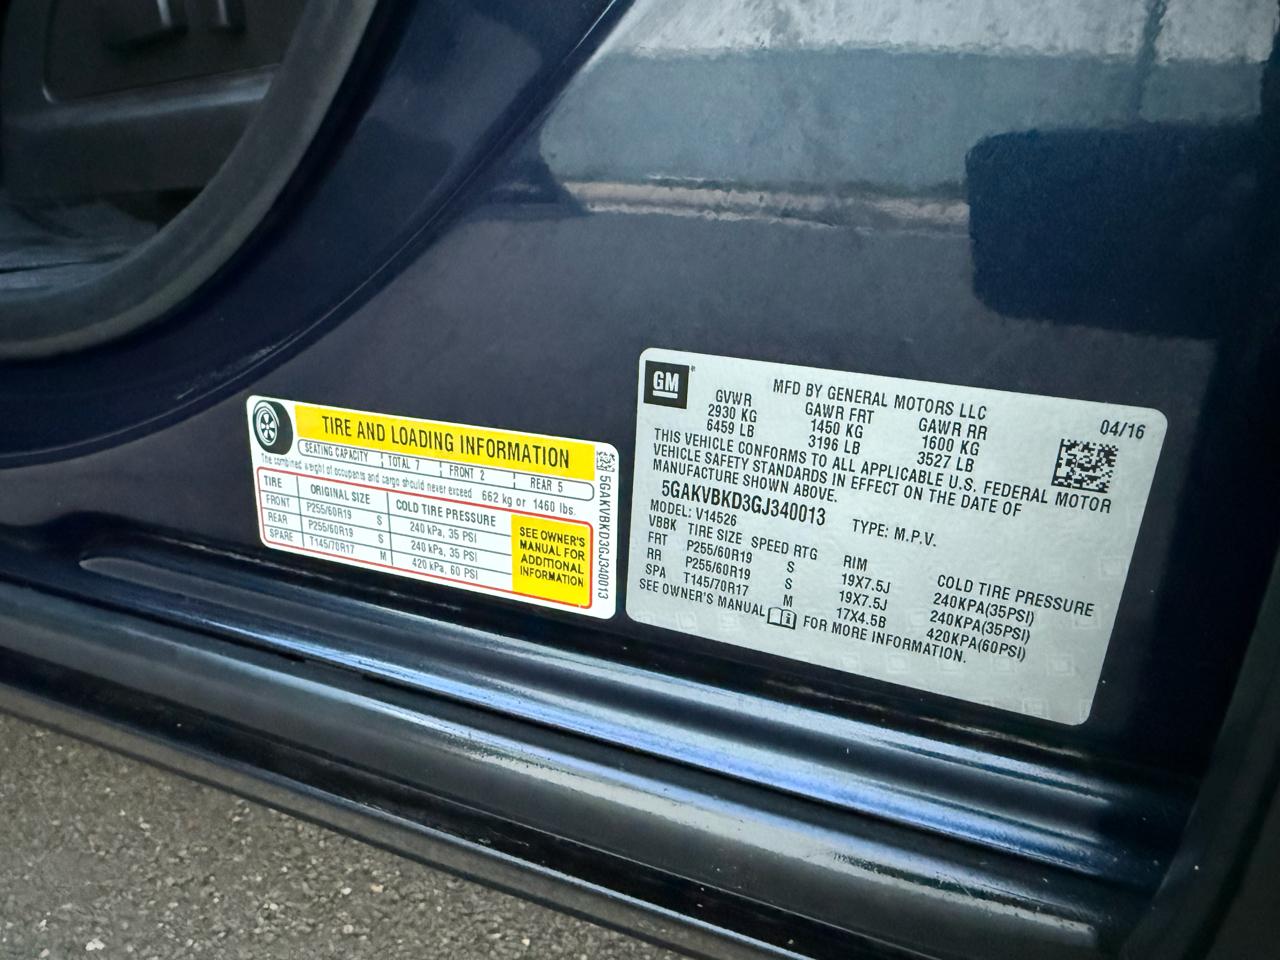 TIRE AND LOADING INFORMATION
SEATING CAPACITY TOTAL 7 FRONT 2 REAR 5
The combined weight of occupants and cargo should never exceed 662 kg or 1460 lbs.
TIRE ORIGINAL SIZE COLD TIRE PRESSURE
FRONT P255/60R19 S 240 kPa, 35 PSI
REAR P255/60R19 S 240 kPa, 35 PSI
SPARE T145/70R17 M 420 kPa, 60 PSI
SEE OWNER'S
MANUAL FOR
ADDITIONAL
INFORMATION
5GAKVBKD3GJ340013
GM
MFD BY GENERAL MOTORS LLC
04/16
GVWR GAWR FRT GAWR RR
2930 KG 1450 KG 1600 KG
6459 LB 3196 LB 3527 LB
THIS VEHICLE CONFORMS TO ALL APPLICABLE U.S. FEDERAL MOTOR
VEHICLE SAFETY STANDARDS IN EFFECT ON THE DATE OF
MANUFACTURE SHOWN ABOVE.
5GAKVBKD3GJ340013 TYPE: M.P.V.
MODEL: V14526
VBBK TIRE SIZE SPEED RTG RIM COLD TIRE PRESSURE
FRT P255/60R19 S 19X7.5J 240KPA(35PSI)
RR P255/60R19 S 19X7.5J 240KPA(35PSI)
SPA T145/70R17 M 17X4.5B 420KPA(60PSI)
SEE OWNER'S MANUAL FOR MORE INFORMATION.